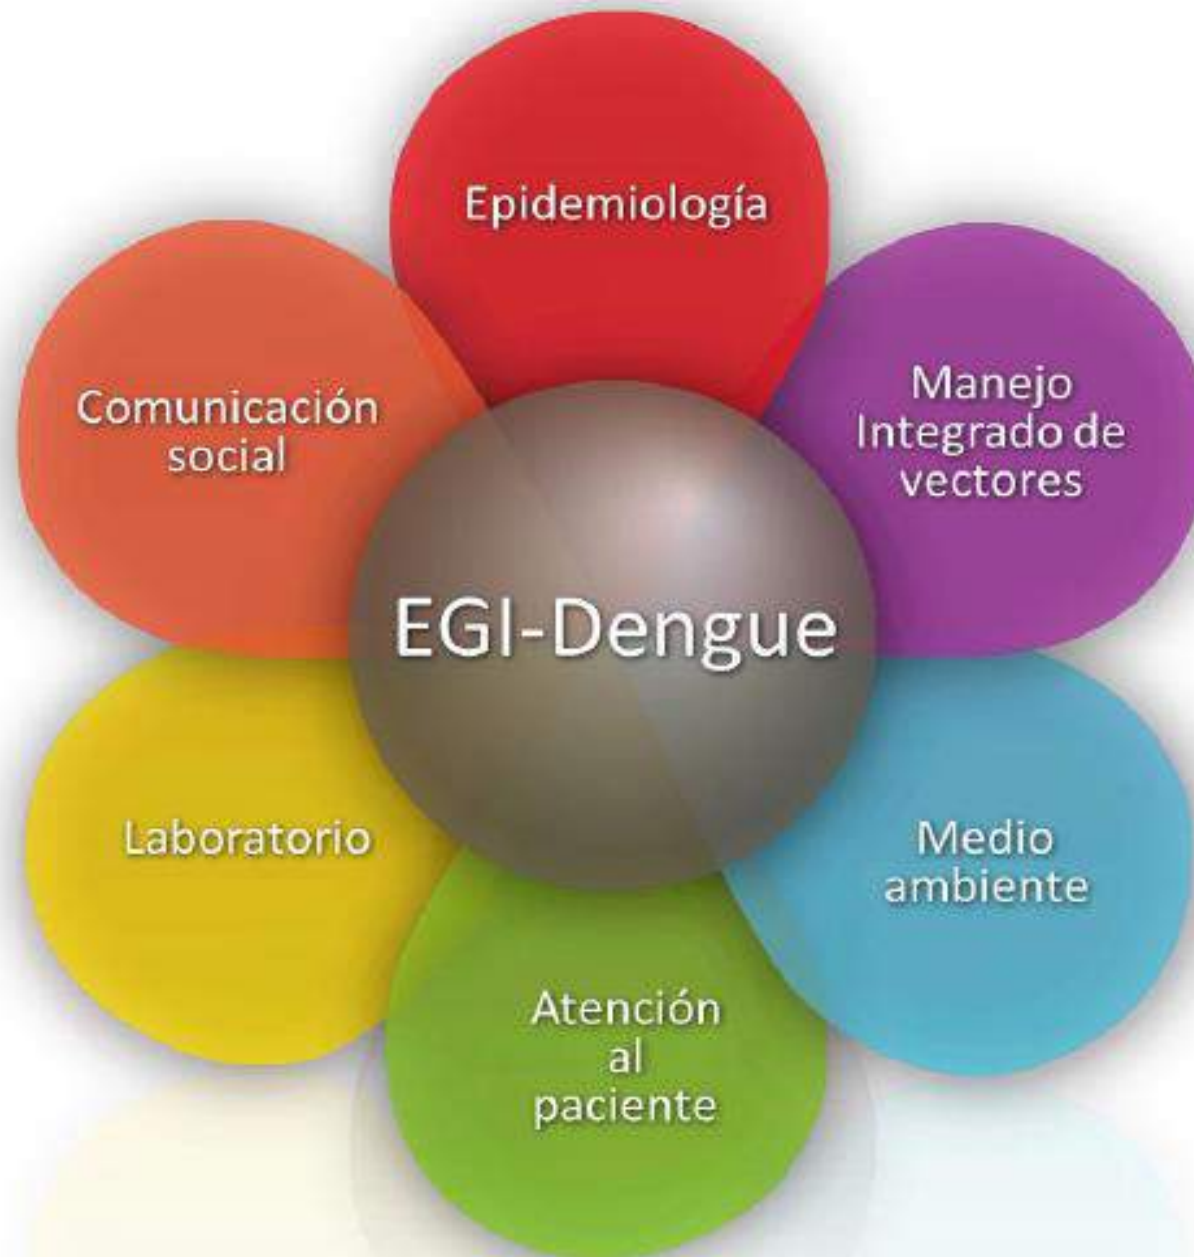 Epidemiología
Comunicación
social
Manejo
Integrado de
vectores
EGI-Dengue
Laboratorio
Medio
ambiente
Atención
al
paciente